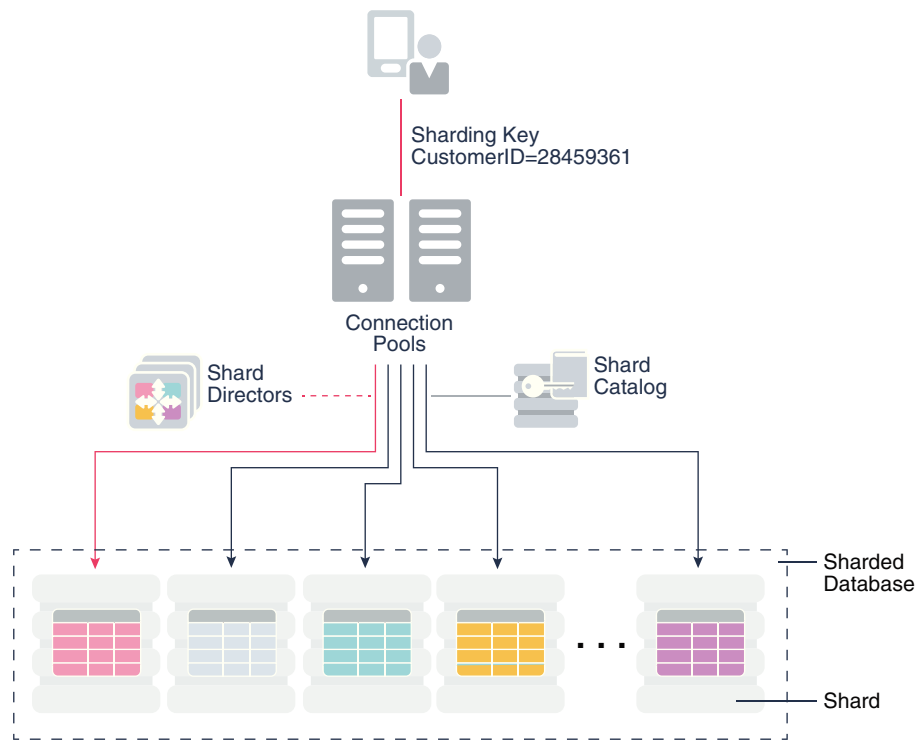 Sharding Key
CustomerID=28459361
Connection
Pools
Shard
Directors
Shard
Catalog
Sharded
Database
. . .
Shard